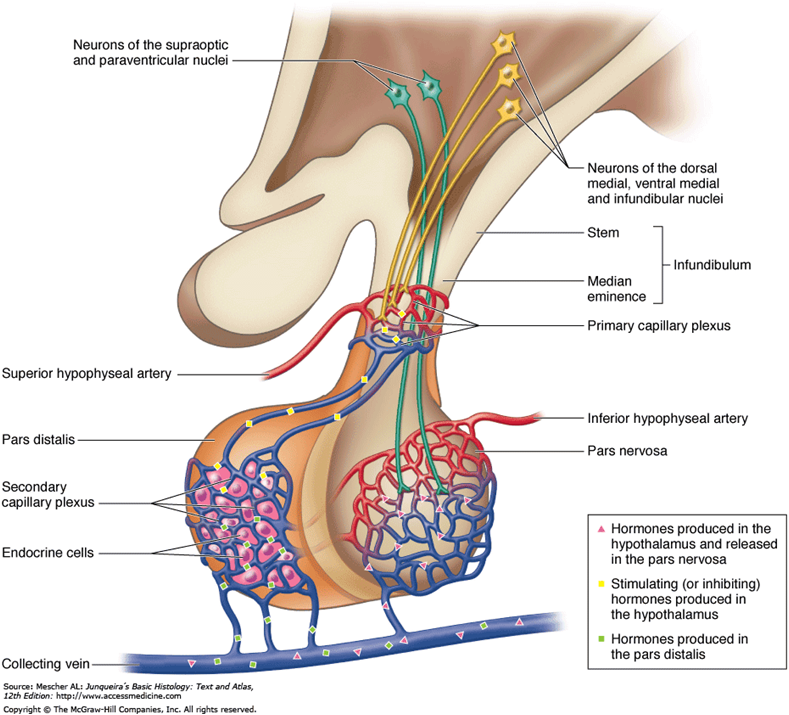 Neurons of the supraoptic
and paraventricular nuclei
Neurons of the dorsal
medial, ventral medial
and infundibular nuclei
Stem
Infundibulum
Median
eminence
Primary capillary plexus
Superior hypophyseal artery
Inferior hypophyseal artery
Pars distalis
Pars nervosa
Secondary
capillary plexus
Endocrine cells
Hormones produced in the
hypothalamus and released
in the pars nervosa
Stimulating (or inhibiting)
hormones produced in
the hypothalamus
Hormones produced in
the pars distalis
Collecting vein
Source: Mescher AL: Junqueira´s Basic Histology: Text and Atlas,
12th Edition: http://www.accessmedicine.com
Copyright © The McGraw-Hill Companies, Inc. All rights reserved.